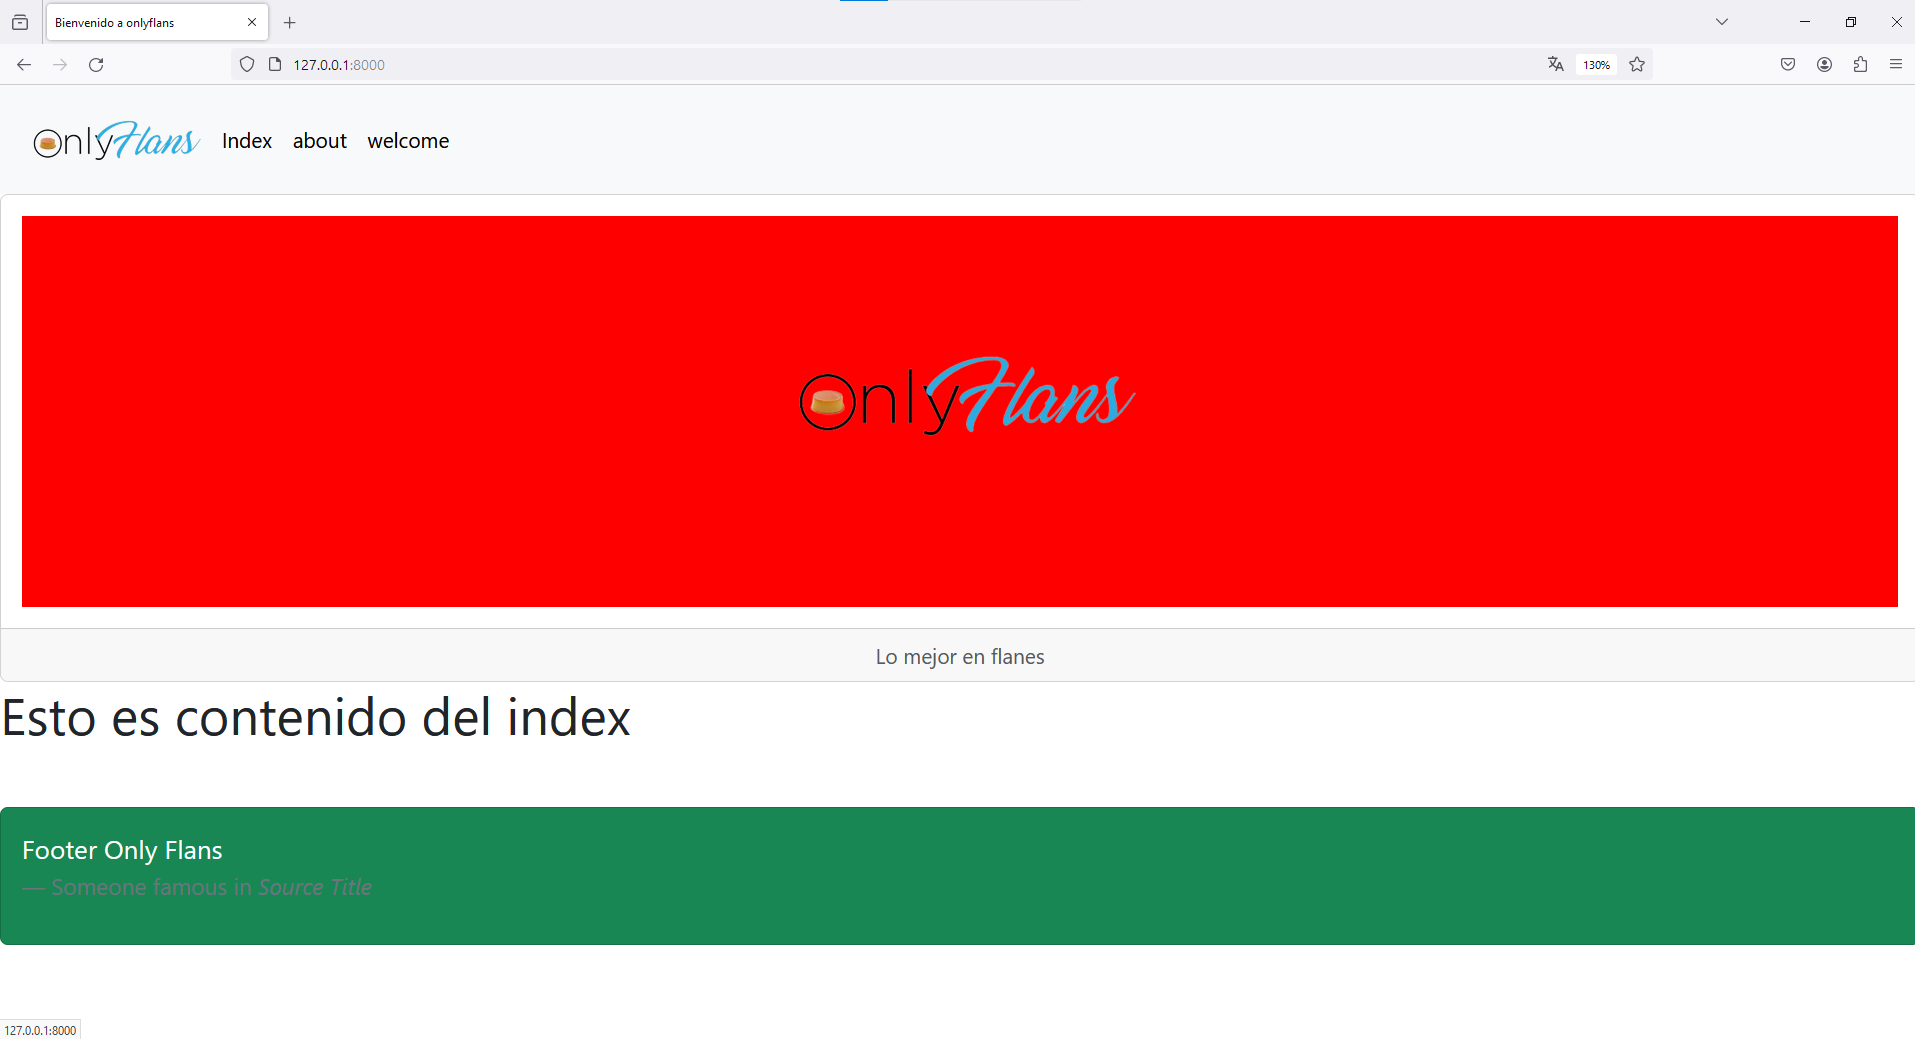 Bienvenido a onlyflans
127.0.0.1:8000
130%
OnlyFlans Index about welcome
OnlyFlans
Lo mejor en flanes
Esto es contenido del index
Footer Only Flans
— Someone famous in Source Title
127.0.0.1:8000